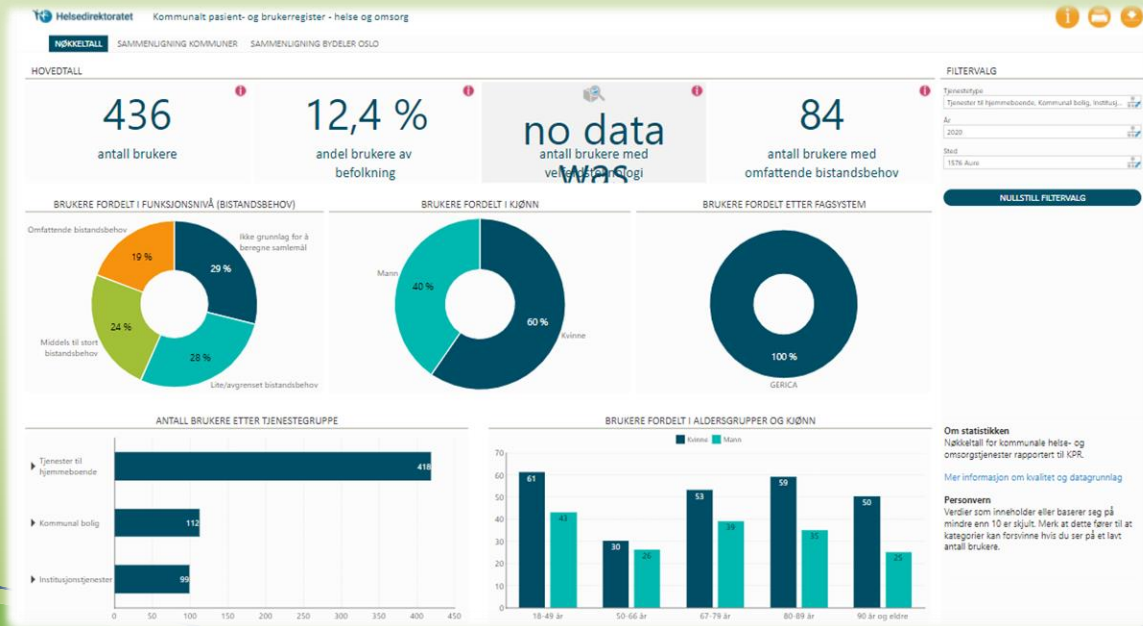 Helsedirektoratet Kommunalt pasient- og brukerregister - helse og omsorg
NØKKELTALL SAMMENLIGNING KOMMUNER SAMMENLIGNING BYDELER OSLO
HOVEDTALL
436
antall brukere
12,4 %
andel brukere av
befolkning
no data
was
antall brukere med
velferdsteknologi
84
antall brukere med
omfattende bistandsbehov
FILTERVALG
Tjenestetype
Tjenester til hjemmeboende, Kommunal bolig, Institusj...
År
2020
Sted
1576 Aure
NULLSTILL FILTERVALG
BRUKERE FORDELT I FUNKSJONSNIVÅ (BISTANDSBEHOV)
Omfattende bistandsbehov
Ikke grunnlag for å
beregne samlemål
19 %
29 %
24 %
28 %
Middels til stort
bistandsbehov
Lite/avgrenset bistandsbehov
BRUKERE FORDELT I KJØNN
Mann
40 %
60 %
Kvinne
BRUKERE FORDELT ETTER FAGSYSTEM
100 %
GERICA
ANTALL BRUKERE ETTER TJENESTEGRUPPE
Tjenester til
hjemmeboende
418
Kommunal bolig
112
Institusjonstjenester
99
0 50 100 150 200 250 300 350 400 450
BRUKERE FORDELT I ALDERSGRUPPER OG KJØNN
Kvinne Mann
70
60
50
40
30
20
10
0
61 43
30 26
53 39
59 35
50 25
18-49 år 50-66 år 67-79 år 80-89 år 90 år og eldre
Om statistikken
Nøkkeltall for kommunale helse- og
omsorgstjenester rapportert til KPR.
Mer informasjon om kvalitet og datagrunnlag
Personvern
Verdier som inneholder eller baserer seg på
mindre enn 10 er skjult. Merk at dette fører til at
kategorier kan forsvinne hvis du ser på et lavt
antall brukere.